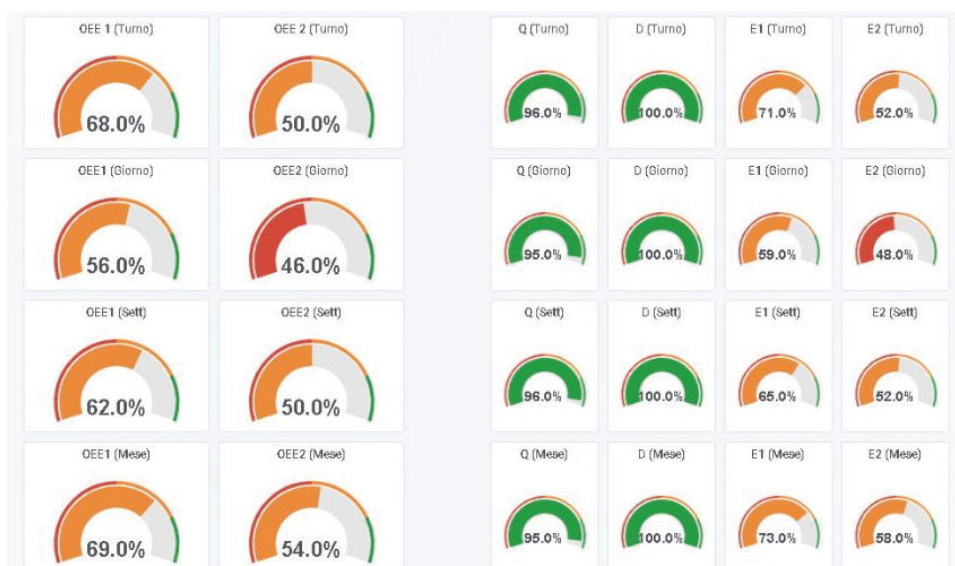 OEE 1 (Turno) OEE 2 (Turno) Q (Turno) D (Turno) E1 (Turno) E2 (Turno)
68.0% 50.0% 96.0% 100.0% 71.0% 52.0%
OEE1 (Giorno) OEE2 (Giorno) Q (Giorno) D (Giorno) E1 (Giorno) E2 (Giorno)
56.0% 46.0% 95.0% 100.0% 59.0% 48.0%
OEE1 (Sett) OEE2 (Sett) Q (Sett) D (Sett) E1 (Sett) E2 (Sett)
62.0% 50.0% 96.0% 100.0% 65.0% 52.0%
OEE1 (Mese) OEE2 (Mese) Q (Mese) D (Mese) E1 (Mese) E2 (Mese)
69.0% 54.0% 95.0% 100.0% 73.0% 58.0%